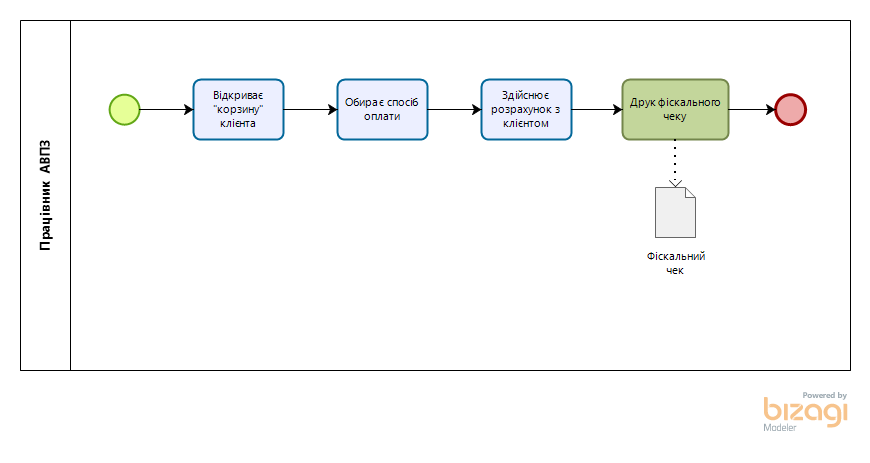 Працівник АВПЗ
Відкриває
"корзину"
клієнта
Обирає спосіб
оплати
Здійснює
розрахунок з
клієнтом
Друк фіскального
чеку
Фіскальний
чек
Powered by
bizagi
Modeler